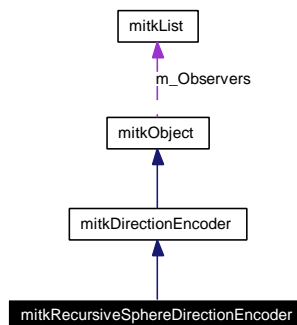 mitkList
m_Observers
mitkObject
mitkDirectionEncoder
mitkRecursiveSphereDirectionEncoder